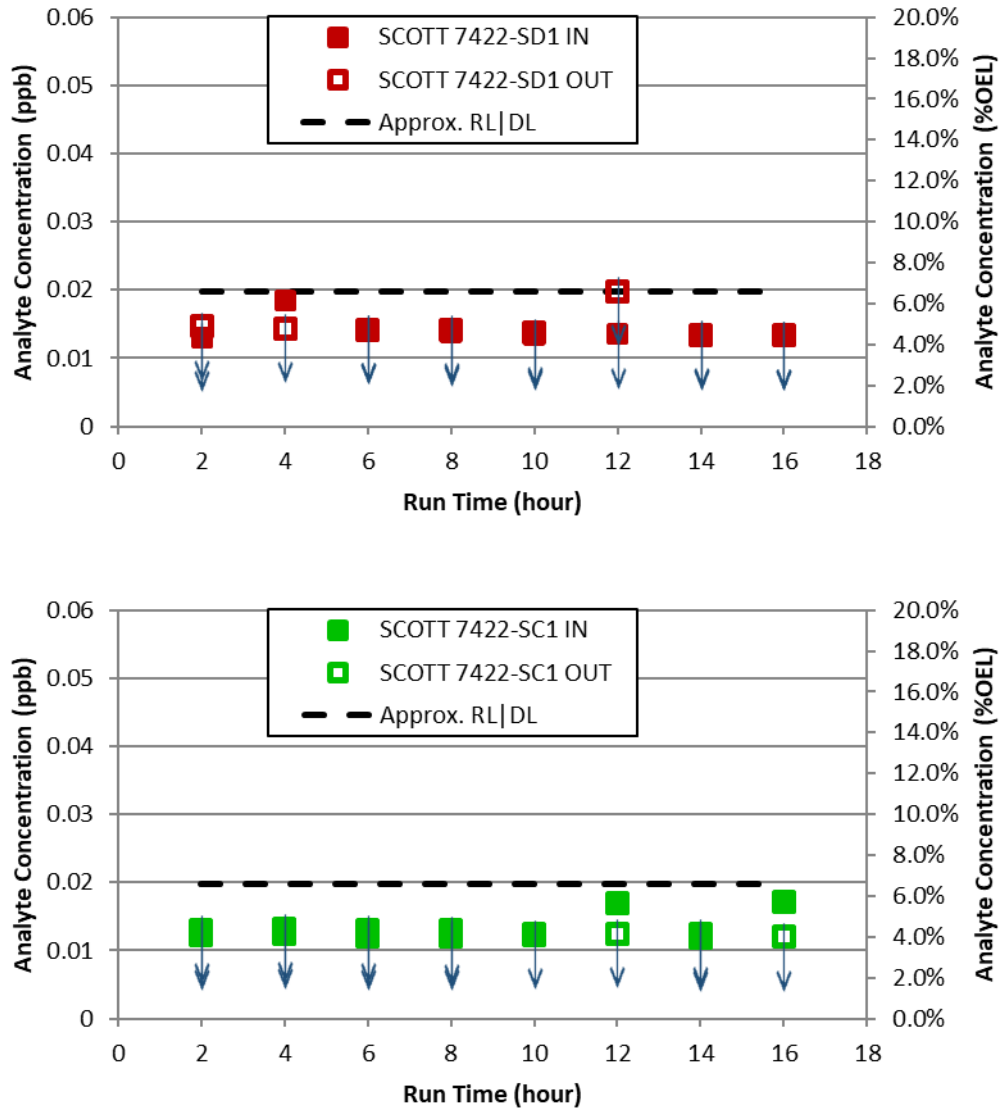 SCOTT 7422-SD1 IN
SCOTT 7422-SD1 OUT
Approx. RL|DL
Analyte Concentration (ppb)
0.06
0.05
0.04
0.03
0.02
0.01
0
Analyte Concentration (%OEL)
20.0%
18.0%
16.0%
14.0%
12.0%
10.0%
8.0%
6.0%
4.0%
2.0%
0.0%
0 2 4 6 8 10 12 14 16 18
Run Time (hour)
SCOTT 7422-SC1 IN
SCOTT 7422-SC1 OUT
Approx. RL|DL
Analyte Concentration (ppb)
0.06
0.05
0.04
0.03
0.02
0.01
0
Analyte Concentration (%OEL)
20.0%
18.0%
16.0%
14.0%
12.0%
10.0%
8.0%
6.0%
4.0%
2.0%
0.0%
0 2 4 6 8 10 12 14 16 18
Run Time (hour)